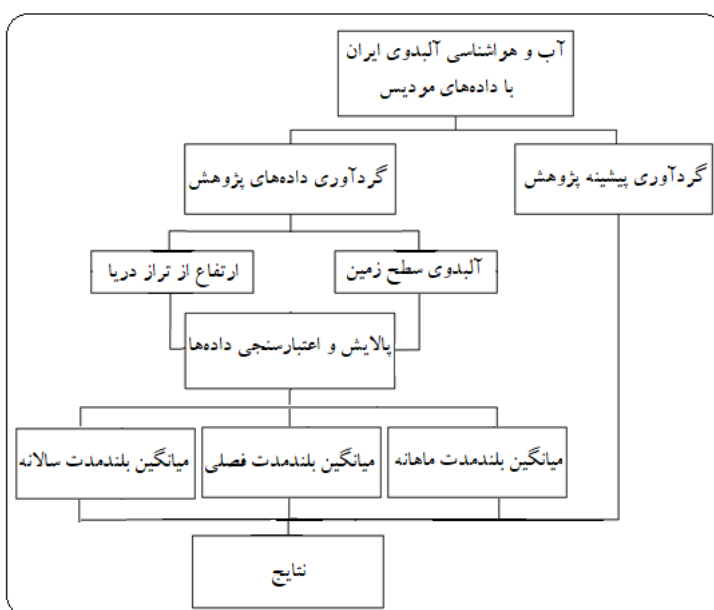 آب و هواشناسی آلبدوی ایران
با داده‌های مودیس
گردآوری پیشینه پژوهش
گردآوری داده‌های پژوهش
آلبدوی سطح زمین
ارتفاع از تراز دریا
پالایش و اعتبارسنجی داده‌ها
میانگین بلندمدت ماهانه
میانگین بلندمدت فصلی
میانگین بلندمدت سالانه
نتایج